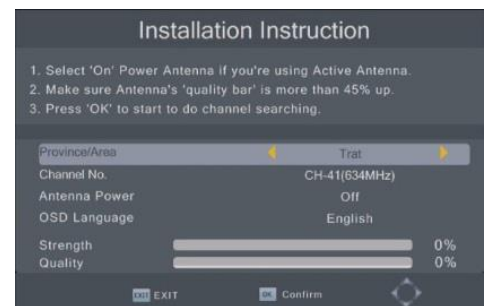 Installation Instruction
1. Select 'On' Power Antenna if you're using Active Antenna.
2. Make sure Antenna's 'quality bar' is more than 45% up.
3. Press 'OK' to start to do channel searching.
Province/Area Trat
Channel No. CH-41(634MHz)
Antenna Power Off
OSD Language English
Strength 0%
Quality 0%
EXIT EXIT OK Confirm